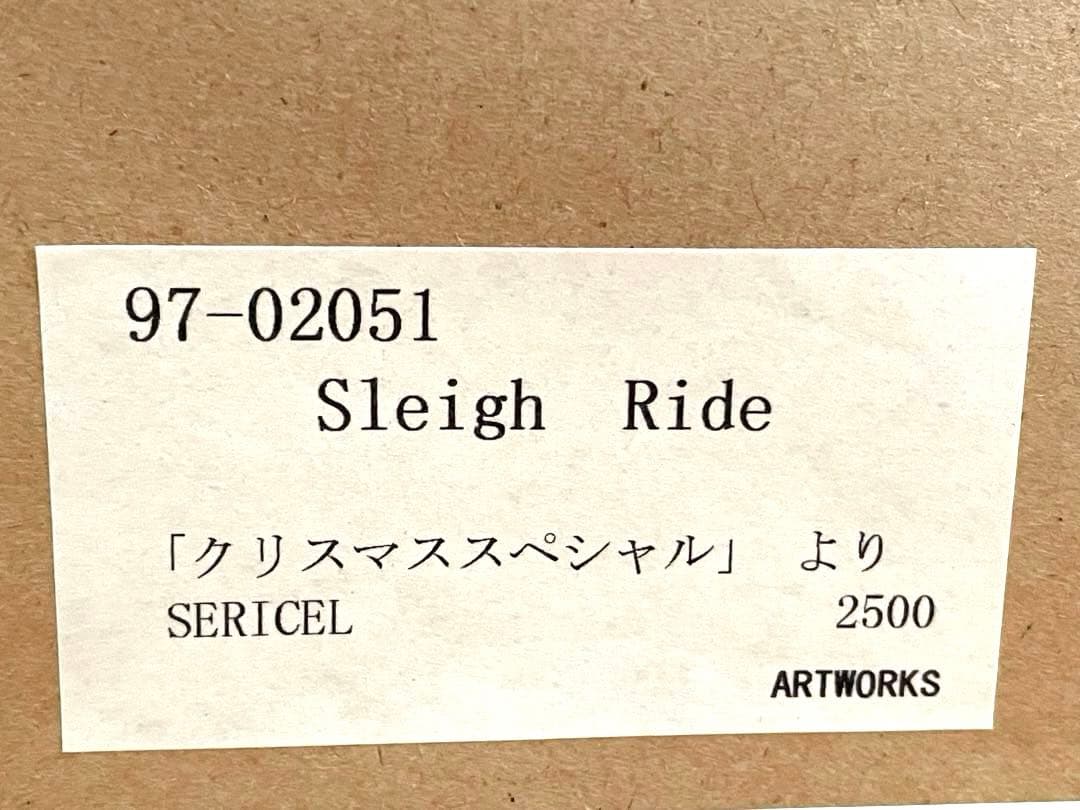 97-02051
Sleigh Ride
「クリスマススペシャル」 より
SERICEL 2500
ARTWORKS